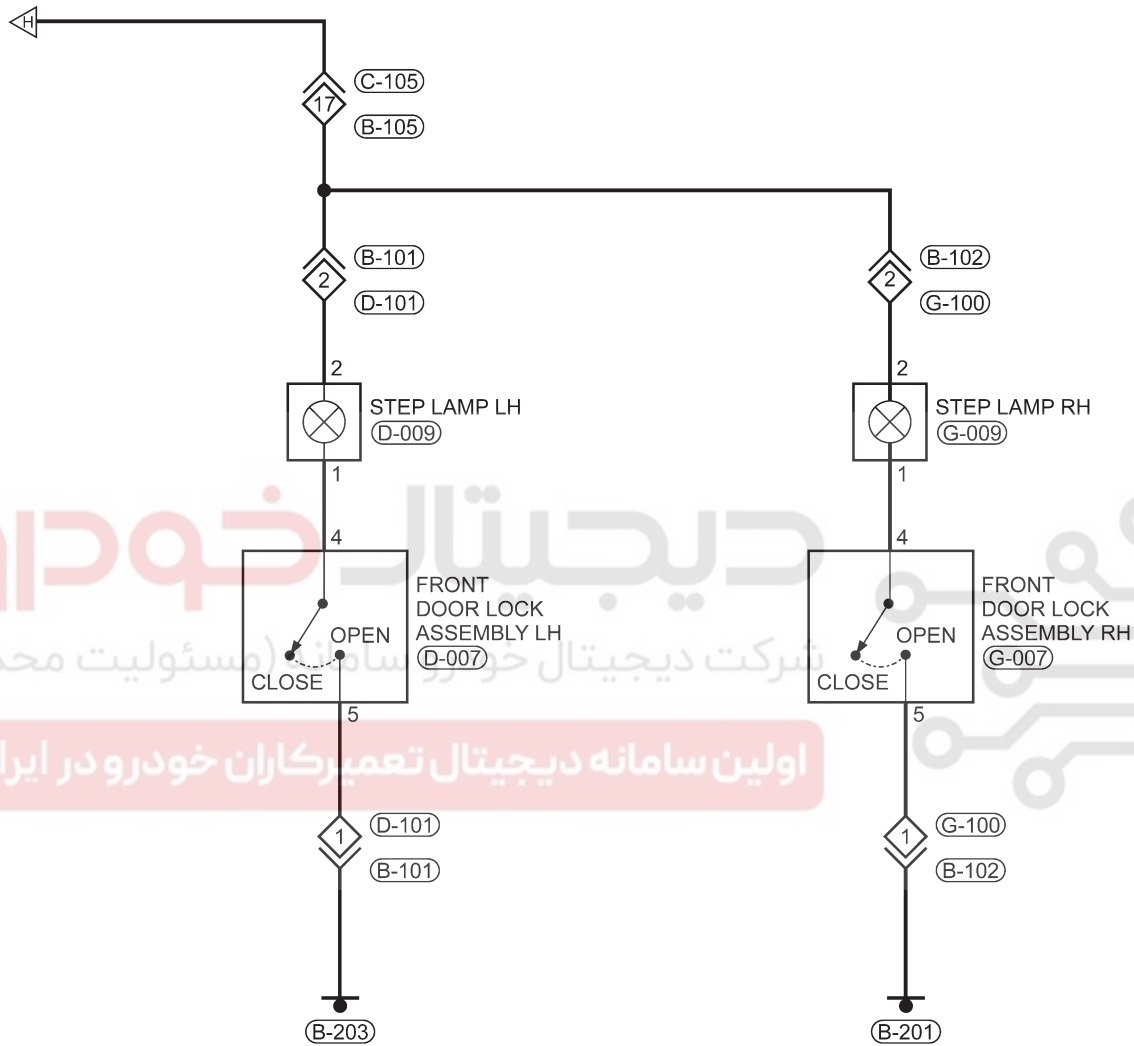 H
C-105
17
B-105
B-101
2
D-101
B-102
2
G-100
2
STEP LAMP LH
D-009
1
2
STEP LAMP RH
G-009
1
دیجیتال خودرو
4
FRONT
DOOR LOCK
ASSEMBLY LH
D-007
OPEN
CLOSE
5
4
FRONT
DOOR LOCK
ASSEMBLY RH
G-007
OPEN
CLOSE
5
شرکت دیجیتال خودرو سامانه (مسئولیت
اولین سامانه دیجیتال تعمیرکاران خودرو در
D-101
1
B-101
G-100
1
B-102
B-203
B-201